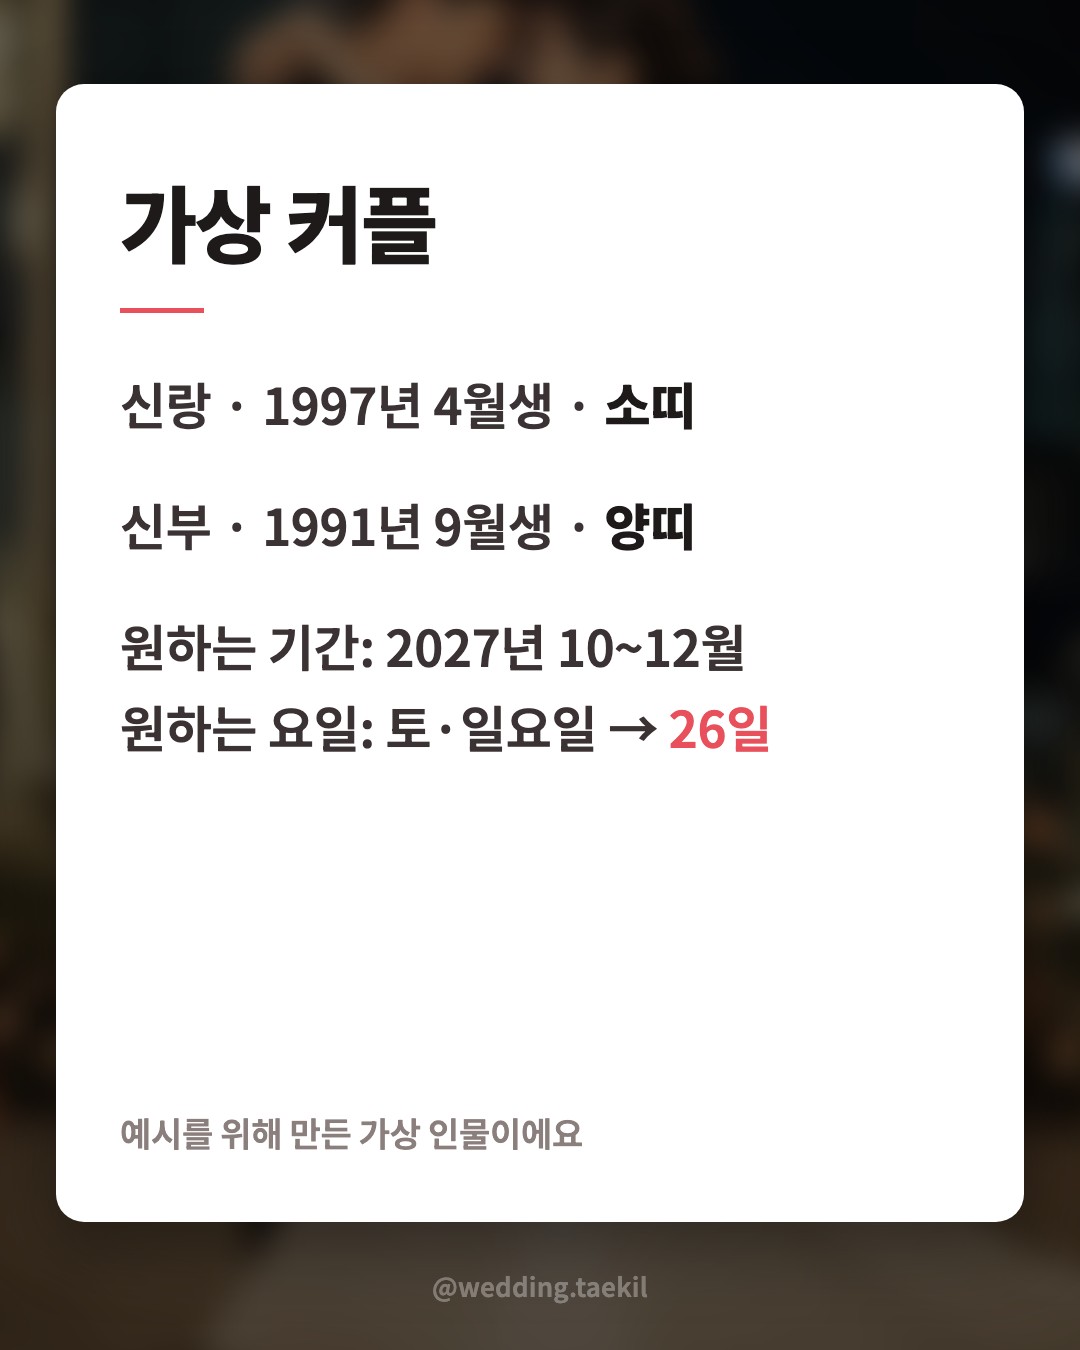 가상 커플
신랑 · 1997년 4월생 · 소띠
신부 · 1991년 9월생 · 양띠
원하는 기간: 2027년 10~12월
원하는 요일: 토·일요일 → 26일
예시를 위해 만든 가상 인물이에요
@wedding.taekil